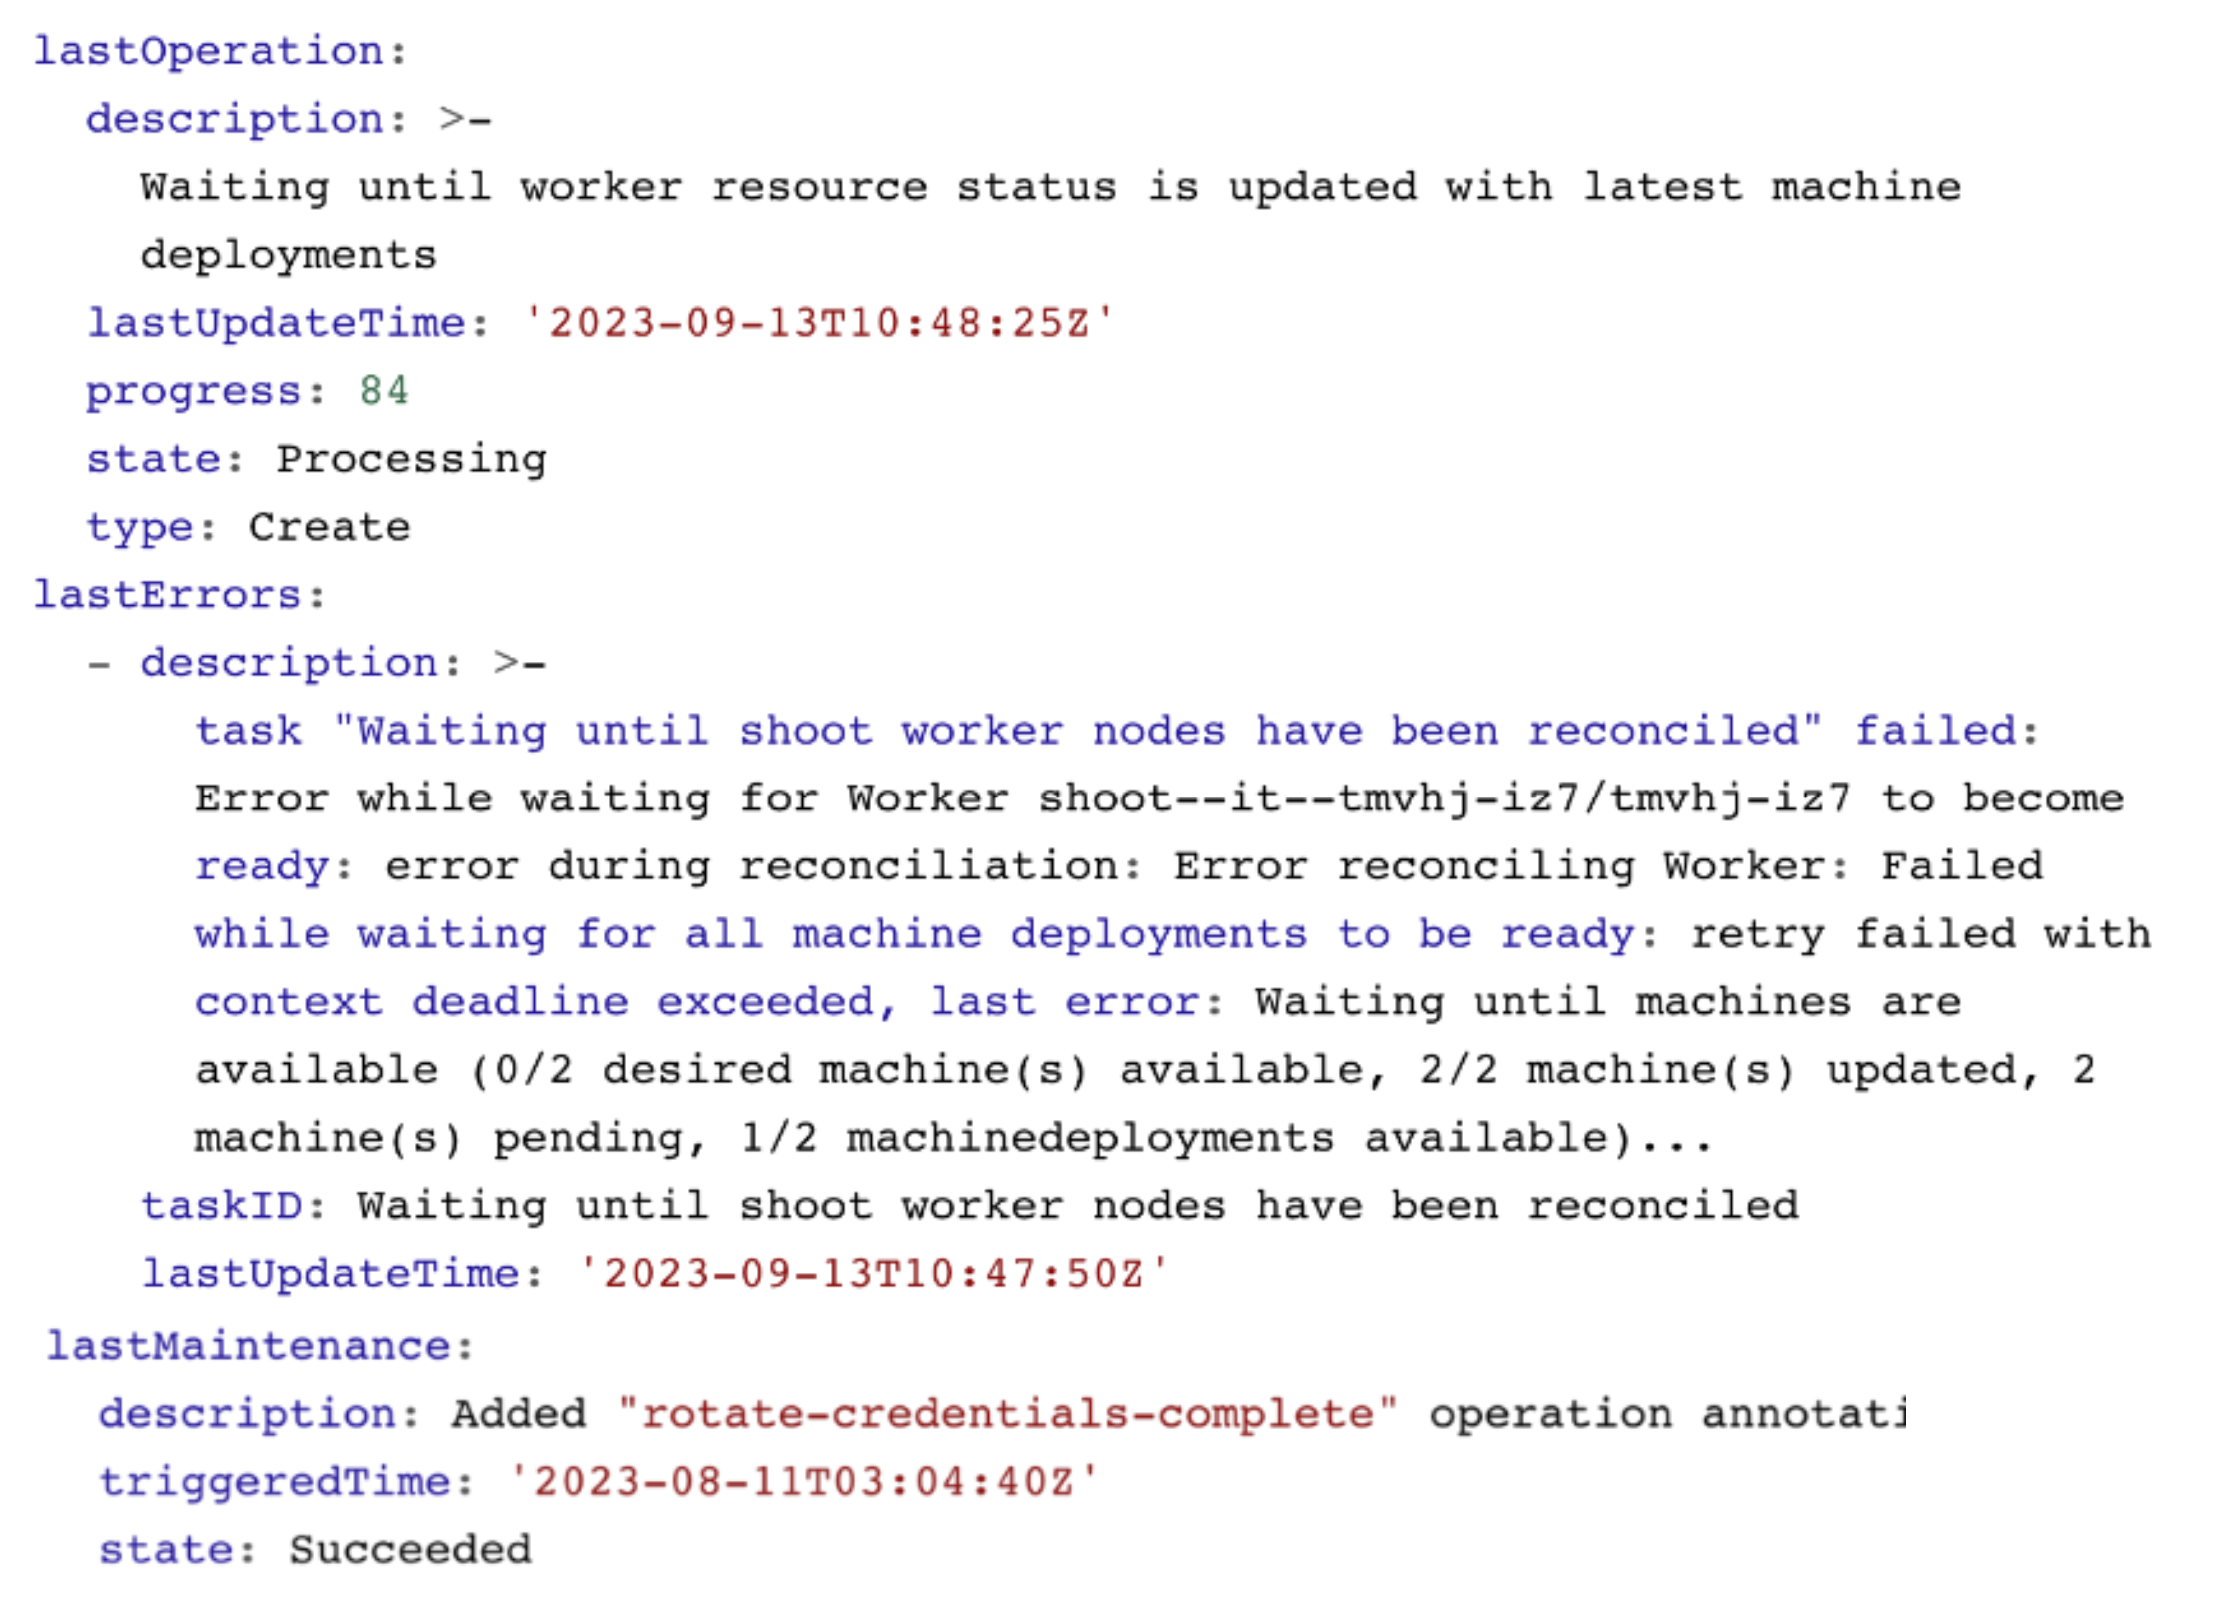 lastOperation:
description: >-
Waiting until worker resource status is updated with latest machine
deployments
lastUpdateTime: '2023-09-13T10:48:25Z'
progress: 84
state: Processing
type: Create
lastErrors:
- description: >-
task "Waiting until shoot worker nodes have been reconciled" failed:
Error while waiting for Worker shoot--it--tmvhj-iz7/tmvhj-iz7 to become
ready: error during reconciliation: Error reconciling Worker: Failed
while waiting for all machine deployments to be ready: retry failed with
context deadline exceeded, last error: Waiting until machines are
available (0/2 desired machine(s) available, 2/2 machine(s) updated, 2
machine(s) pending, 1/2 machinedeployments available)...
taskID: Waiting until shoot worker nodes have been reconciled
lastUpdateTime: '2023-09-13T10:47:50Z'
lastMaintenance:
description: Added "rotate-credentials-complete" operation annotati
triggeredTime: '2023-08-11T03:04:40Z'
state: Succeeded